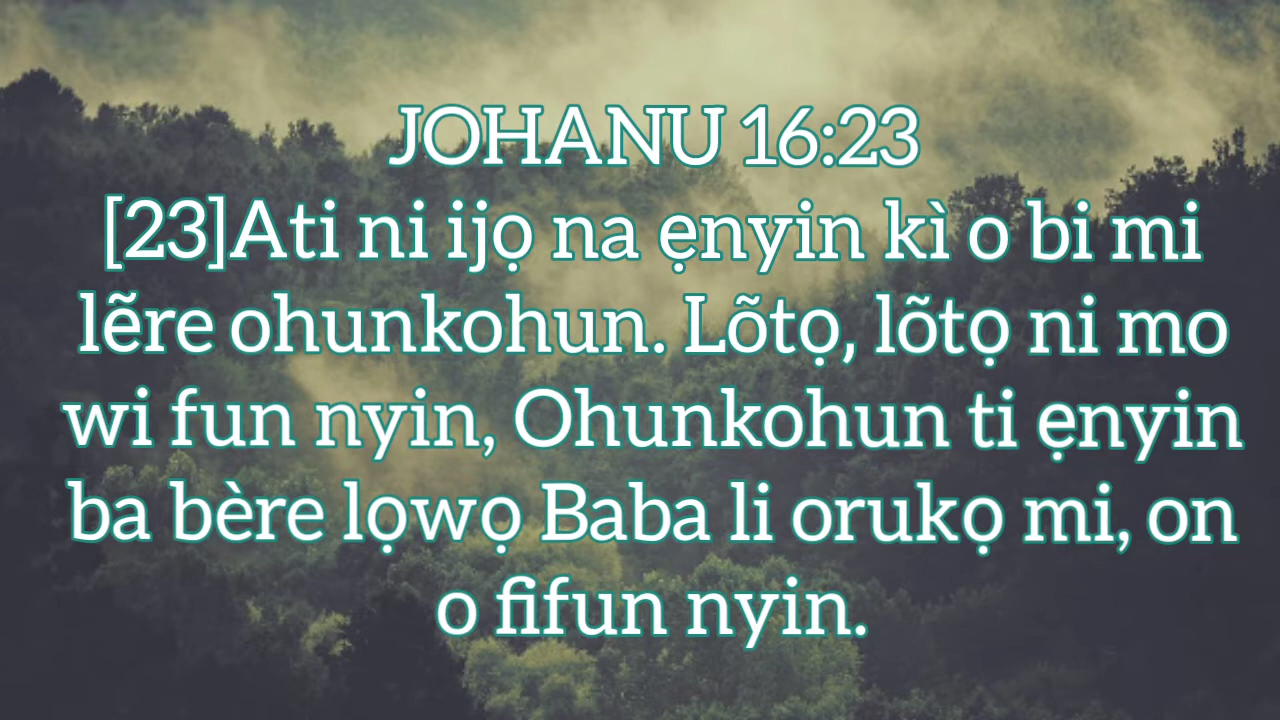 JOHANU 16:23
[23]Ati ni ijọ na ẹnyin kì o bi mi
lẽre ohunkohun. Lõtọ, lõtọ ni mo
wi fun nyin, Ohunkohun ti ẹnyin
ba bère lọwọ Baba li orukọ mi, on
o fifun nyin.